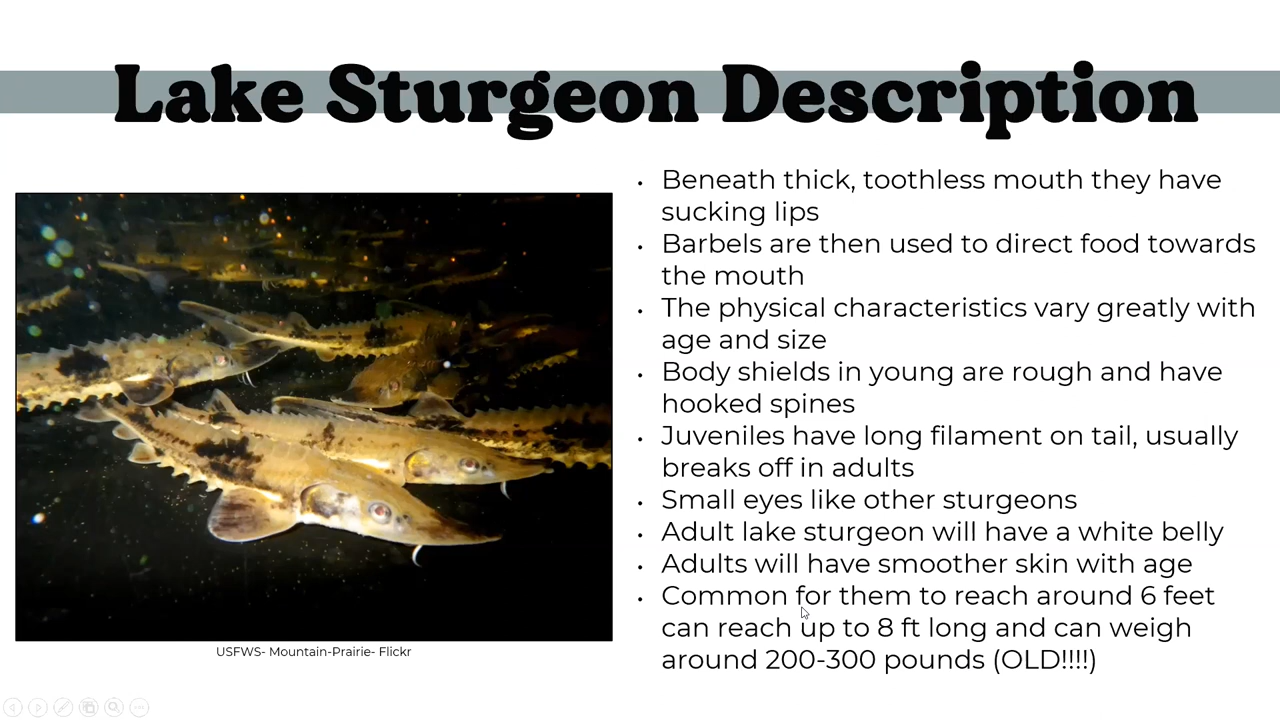 Lake Sturgeon Description
• Beneath thick, toothless mouth they have
sucking lips
• Barbels are then used to direct food towards
the mouth
• The physical characteristics vary greatly with
age and size
• Body shields in young are rough and have
hooked spines
• Juveniles have long filament on tail, usually
breaks off in adults
• Small eyes like other sturgeons
• Adult lake sturgeon will have a white belly
• Adults will have smoother skin with age
• Common for them to reach around 6 feet
can reach up to 8 ft long and can weigh
around 200-300 pounds (OLD!!!!)
USFWS- Mountain-Prairie- Flickr